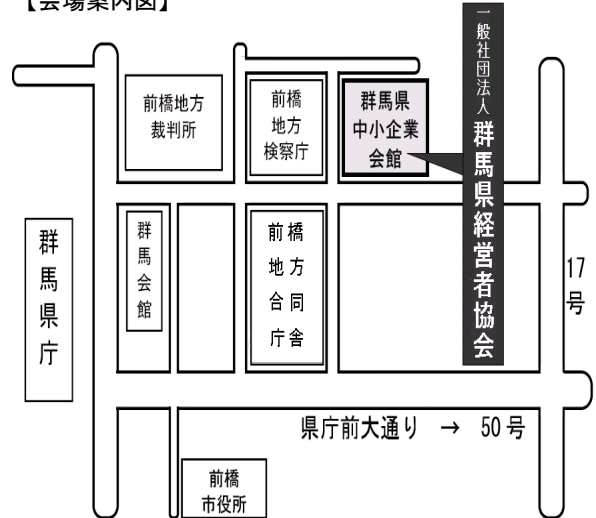 【会場案内図】
前橋地方
裁判所
前橋
地方
検察庁
群馬県
中小企業
会館
一般社団法人 群馬県経営者協会
群馬県庁
群馬会館
前橋
地方
合同
庁舎
17
号
県庁前大通り → 50号
前橋
市役所